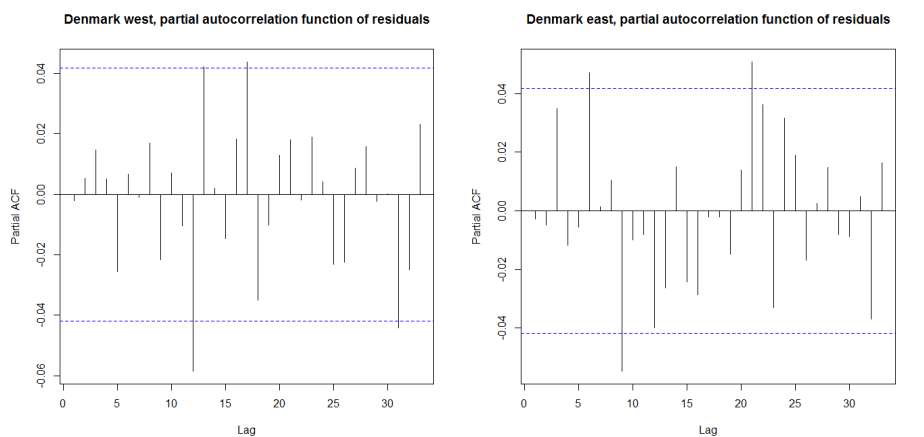 Denmark west, partial autocorrelation function of residuals
Partial ACF
0.04
0.02
0.00
-0.02
-0.04
-0.06
0 5 10 15 20 25 30
Lag
Denmark east, partial autocorrelation function of residuals
Partial ACF
0.04
0.02
0.00
-0.02
-0.04
0 5 10 15 20 25 30
Lag